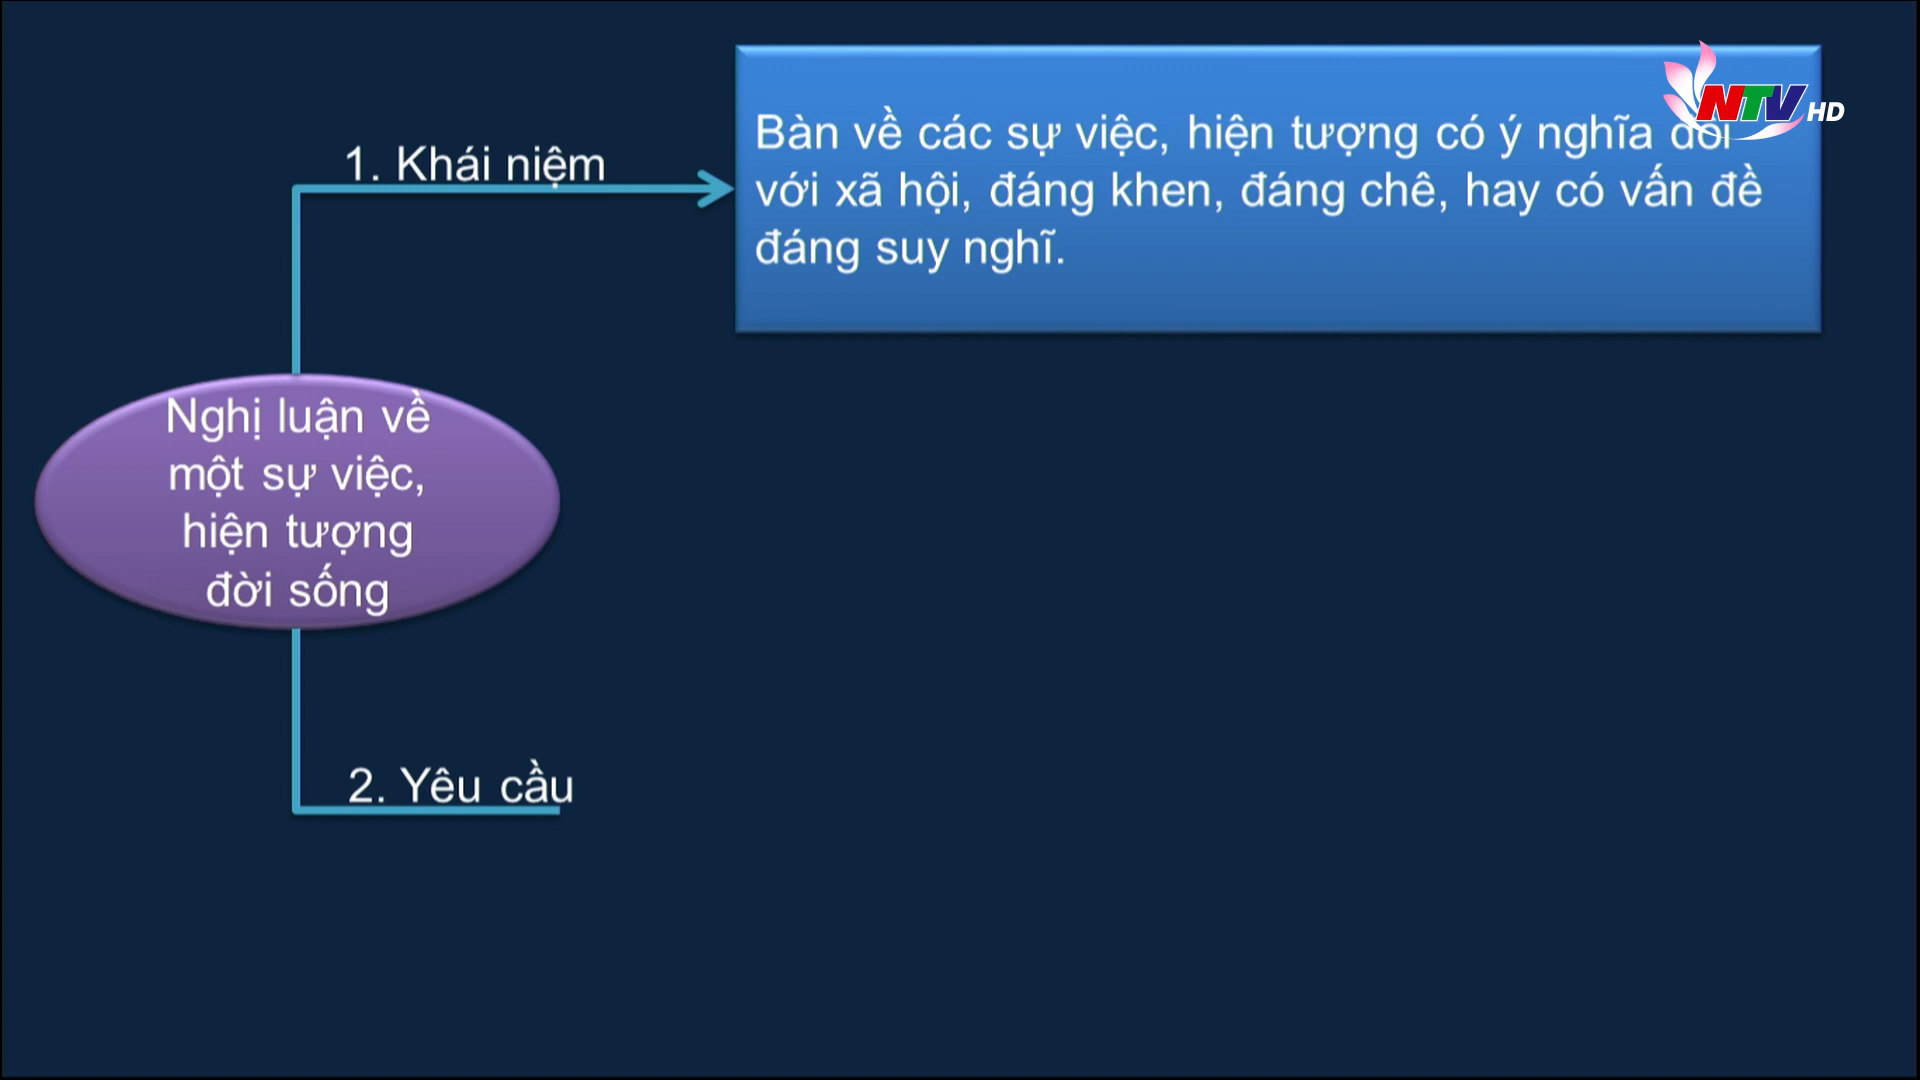 1. Khái niệm
Bàn về các sự việc, hiện tượng có ý nghĩa đối
với xã hội, đáng khen, đáng chê, hay có vấn đề
đáng suy nghĩ.
NTV HD
Nghị luận về
một sự việc,
hiện tượng
đời sống
2. Yêu cầu